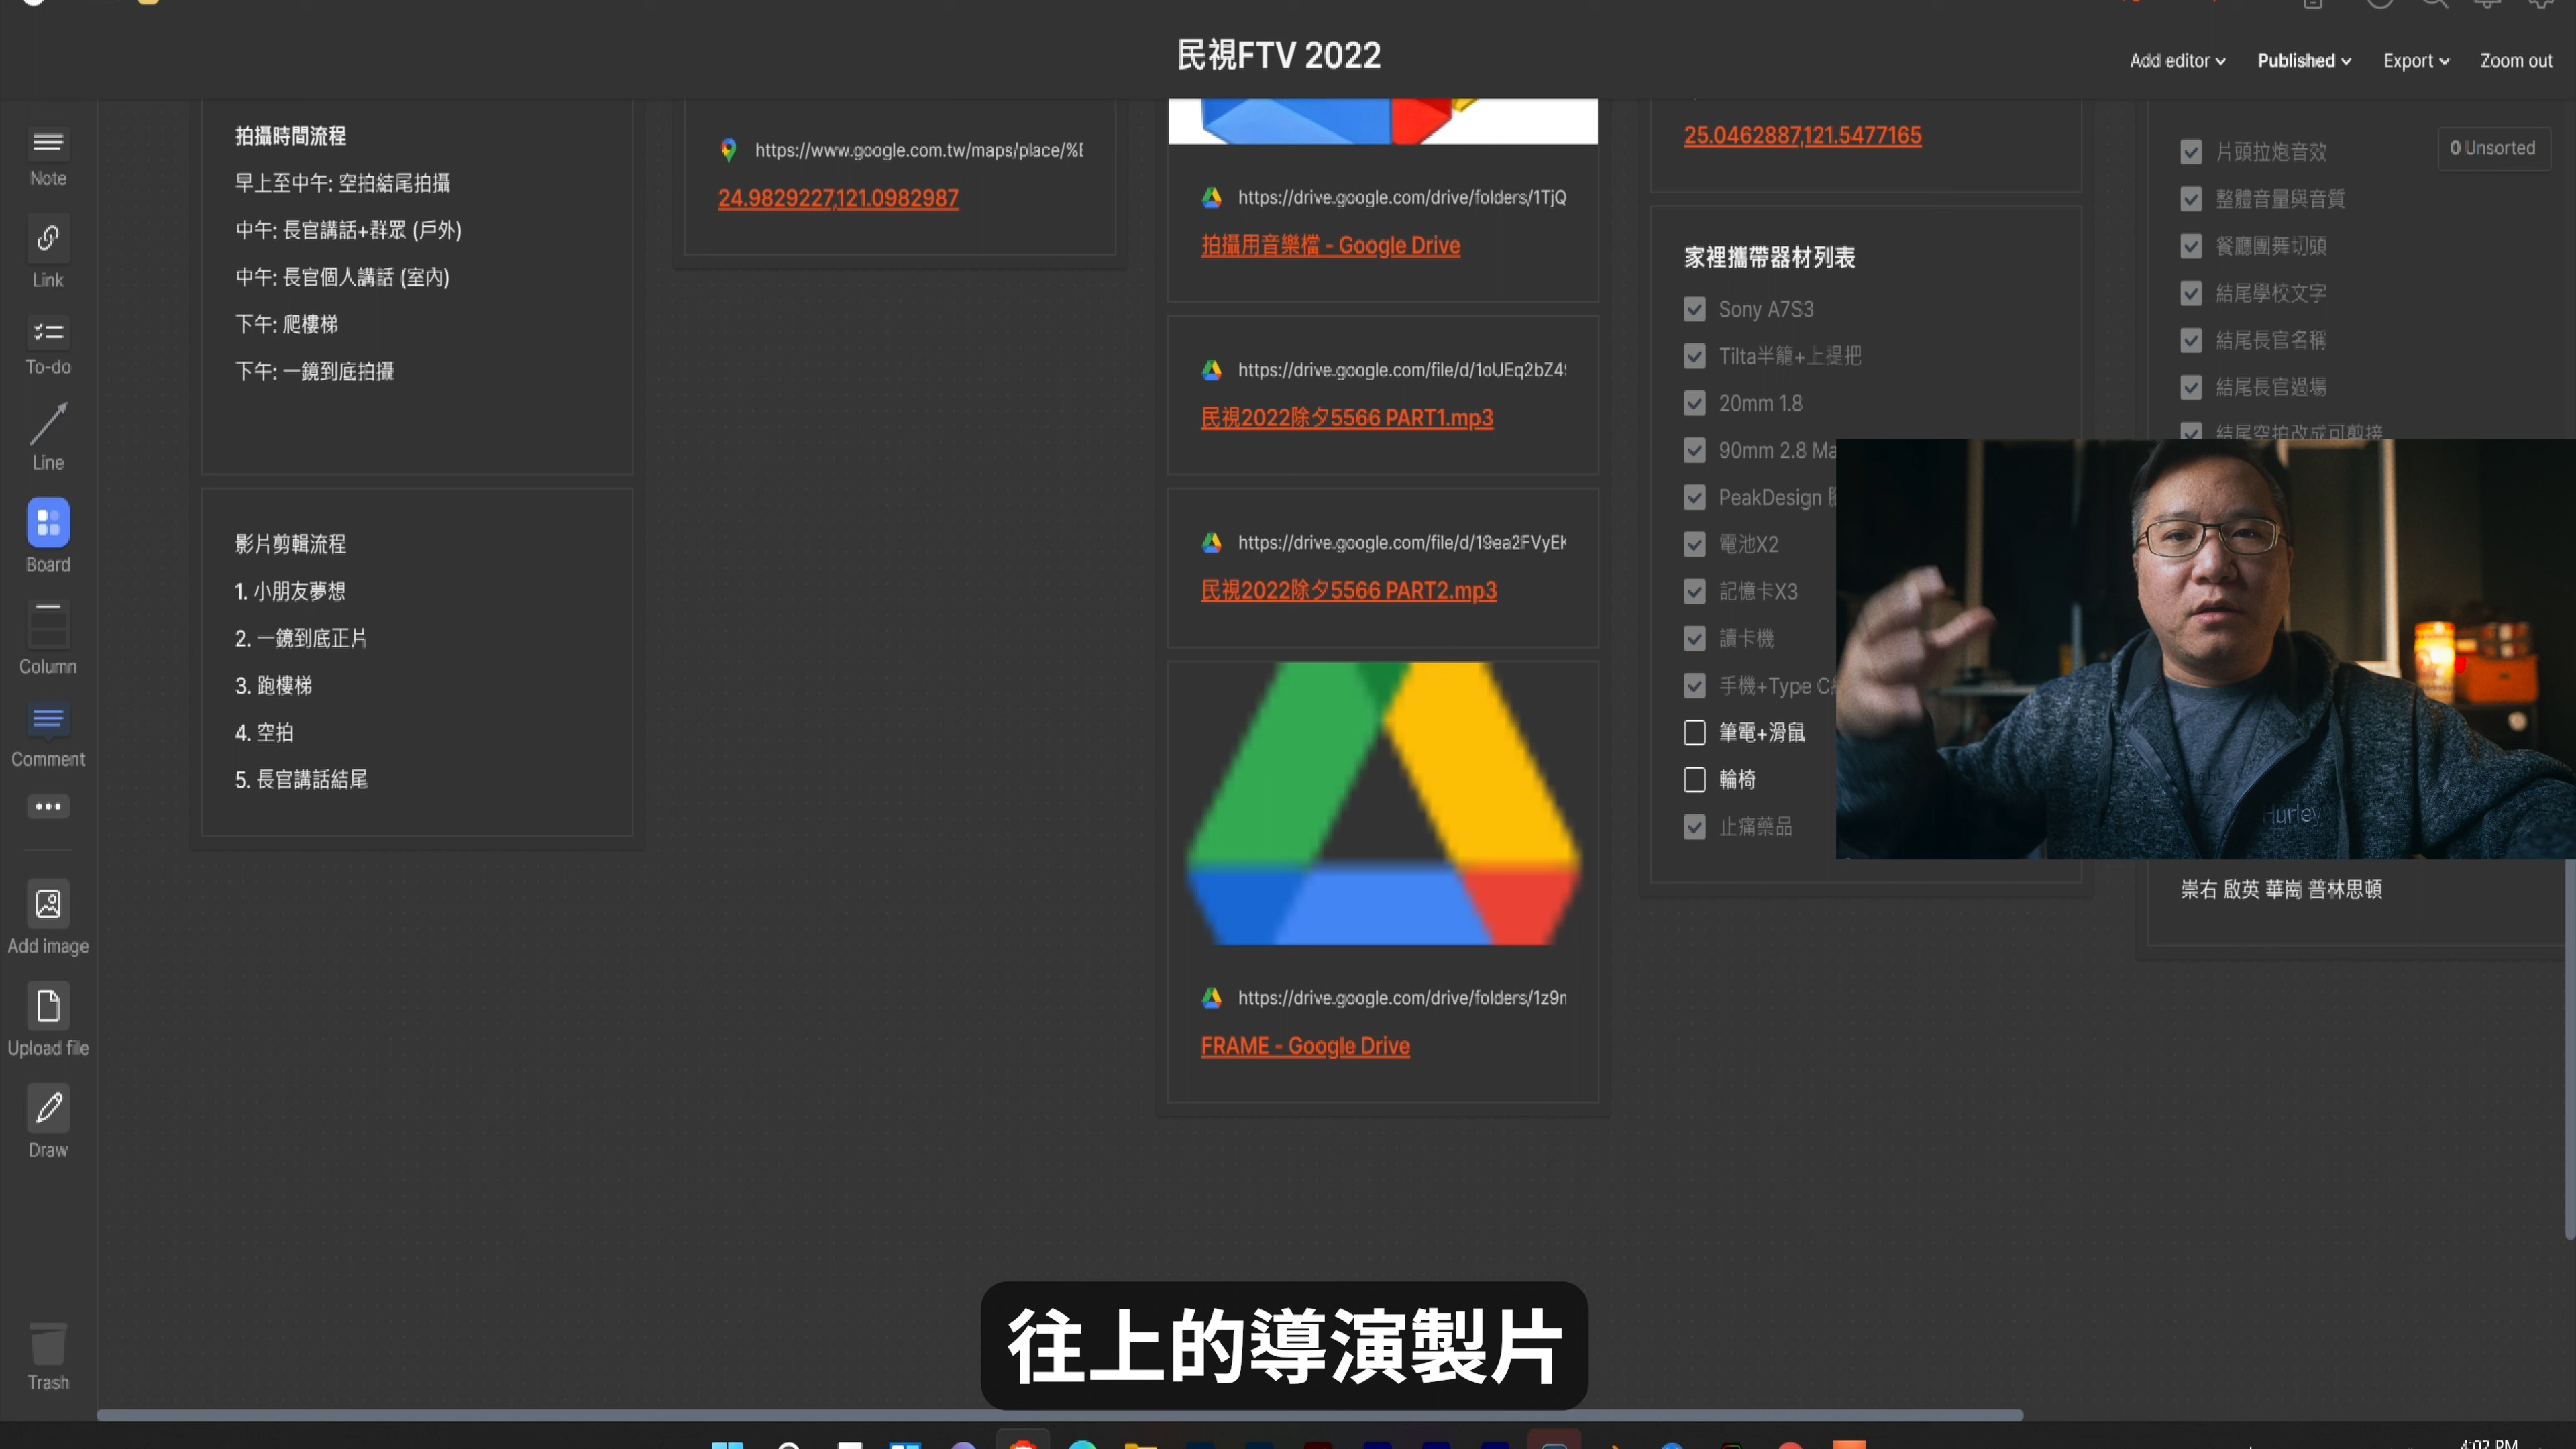 民視FTV 2022
Add editor
Published
Export
Zoom out
Note
Link
To-do
Line
Board
Column
Comment
Add image
Upload file
Draw
Trash
拍攝時間流程
早上至中午: 空拍結尾拍攝
中午: 長官講話+群眾 (戶外)
中午: 長官個人講話 (室內)
下午: 爬樓梯
下午: 一鏡到底拍攝
影片剪輯流程
1. 小朋友夢想
2. 一鏡到底正片
3. 跑樓梯
4. 空拍
5. 長官講話結尾
https://www.google.com.tw/maps/place/%E
24.9829227,121.0982987
https://drive.google.com/drive/folders/1TjQ
拍攝用音樂檔 - Google Drive
https://drive.google.com/file/d/1oUEq2bZ4
民視2022除夕5566 PART1.mp3
https://drive.google.com/file/d/19ea2FVyEK
民視2022除夕5566 PART2.mp3
https://drive.google.com/drive/folders/1z9r
FRAME - Google Drive
25.0462887,121.5477165
家裡攜帶器材列表
Sony A7S3
Tilta半籠+上提把
20mm 1.8
90mm 2.8 Ma
PeakDesign
電池X2
記憶卡X3
讀卡機
手機+Type C
筆電+滑鼠
輪椅
止痛藥品
0 Unsorted
片頭拉炮音效
整體音量與音質
餐廳團舞切頭
結尾學校文字
結尾長官名稱
結尾長官過場
結尾空拍改成可剪接
Hurley
崇右 啟英 華崗 普林思頓
往上的導演製片
4:02 PM